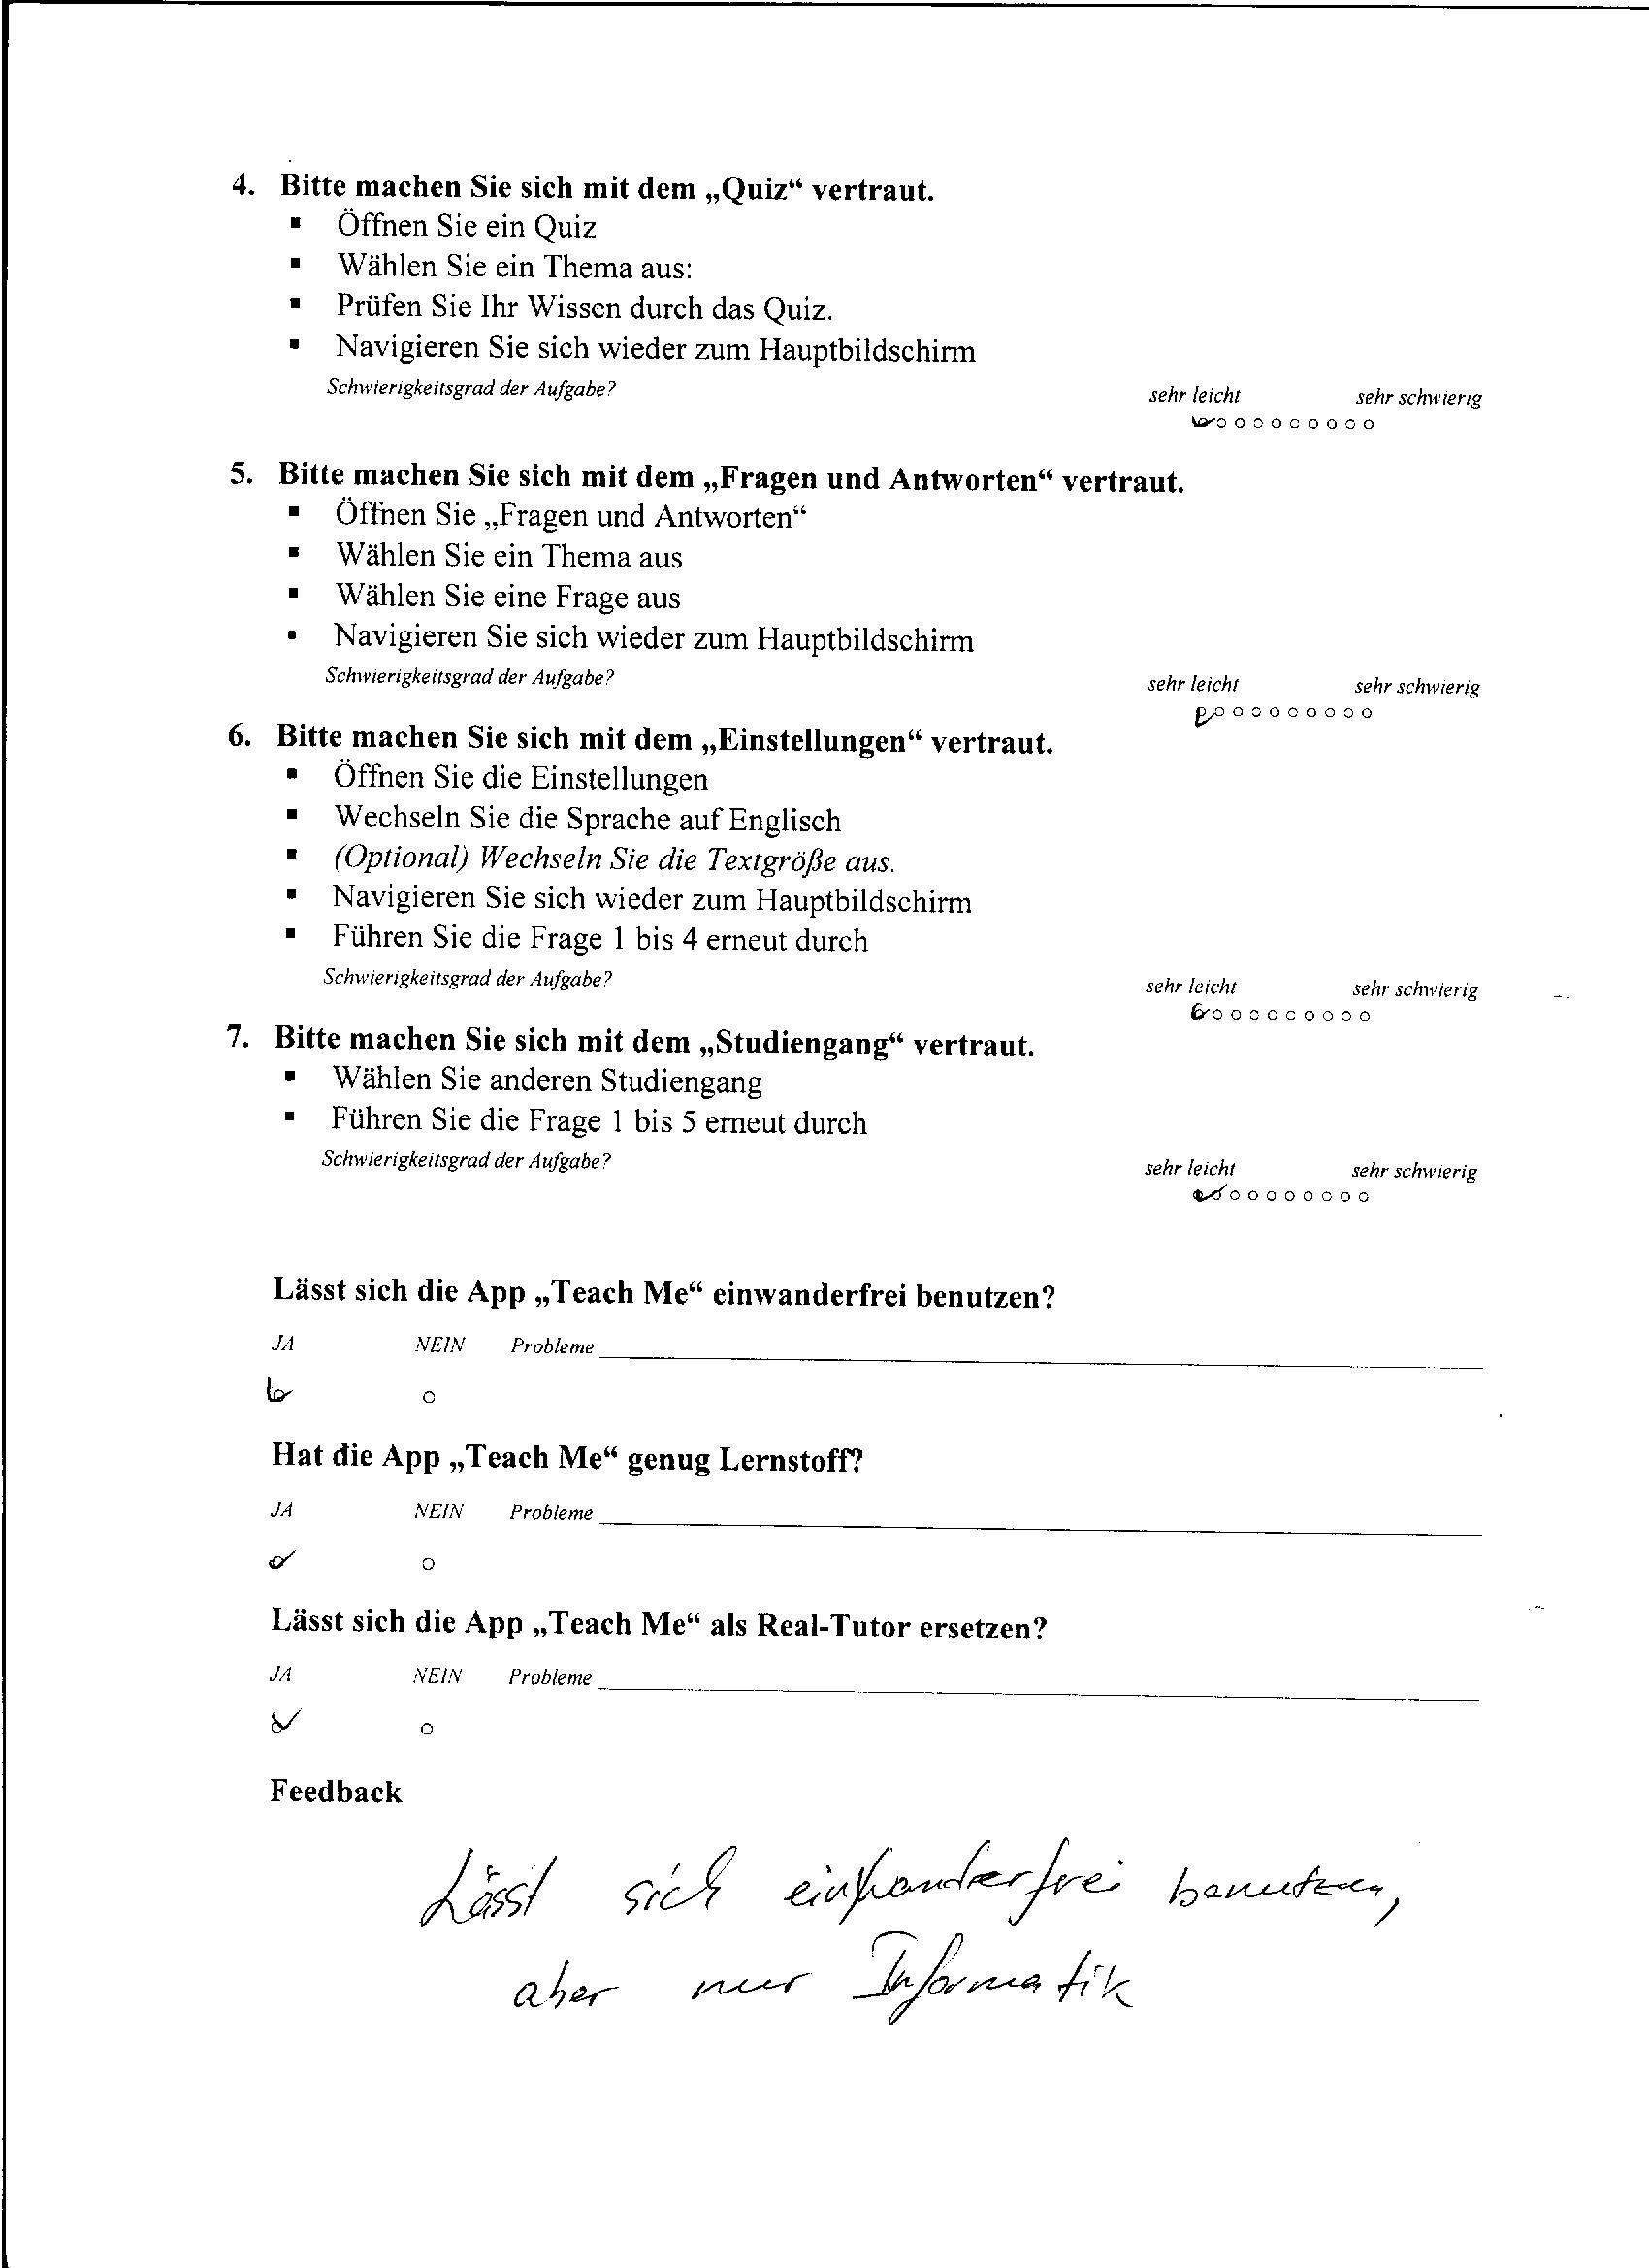 4. Bitte machen Sie sich mit dem „Quiz“ vertraut.
▪ Öffnen Sie ein Quiz
▪ Wählen Sie ein Thema aus:
▪ Prüfen Sie Ihr Wissen durch das Quiz.
▪ Navigieren Sie sich wieder zum Hauptbildschirm
Schwierigkeitsgrad der Aufgabe?
sehr leicht sehr schwierig
5. Bitte machen Sie sich mit dem „Fragen und Antworten“ vertraut.
▪ Öffnen Sie „Fragen und Antworten“
▪ Wählen Sie ein Thema aus
▪ Wählen Sie eine Frage aus
▪ Navigieren Sie sich wieder zum Hauptbildschirm
Schwierigkeitsgrad der Aufgabe?
sehr leicht sehr schwierig
6. Bitte machen Sie sich mit dem „Einstellungen“ vertraut.
▪ Öffnen Sie die Einstellungen
▪ Wechseln Sie die Sprache auf Englisch
▪ (Optional) Wechseln Sie die Textgröße aus.
▪ Navigieren Sie sich wieder zum Hauptbildschirm
▪ Führen Sie die Frage 1 bis 4 erneut durch
Schwierigkeitsgrad der Aufgabe?
sehr leicht sehr schwierig
7. Bitte machen Sie sich mit dem „Studiengang“ vertraut.
▪ Wählen Sie anderen Studiengang
▪ Führen Sie die Frage 1 bis 5 erneut durch
Schwierigkeitsgrad der Aufgabe?
sehr leicht sehr schwierig
Lässt sich die App „Teach Me“ einwanderfrei benutzen?
JA NEIN Probleme
Hat die App „Teach Me“ genug Lernstoff?
JA NEIN Probleme
Lässt sich die App „Teach Me“ als Real-Tutor ersetzen?
JA NEIN Probleme
Feedback
Lässt sich benutzen,
aber nur Informatik